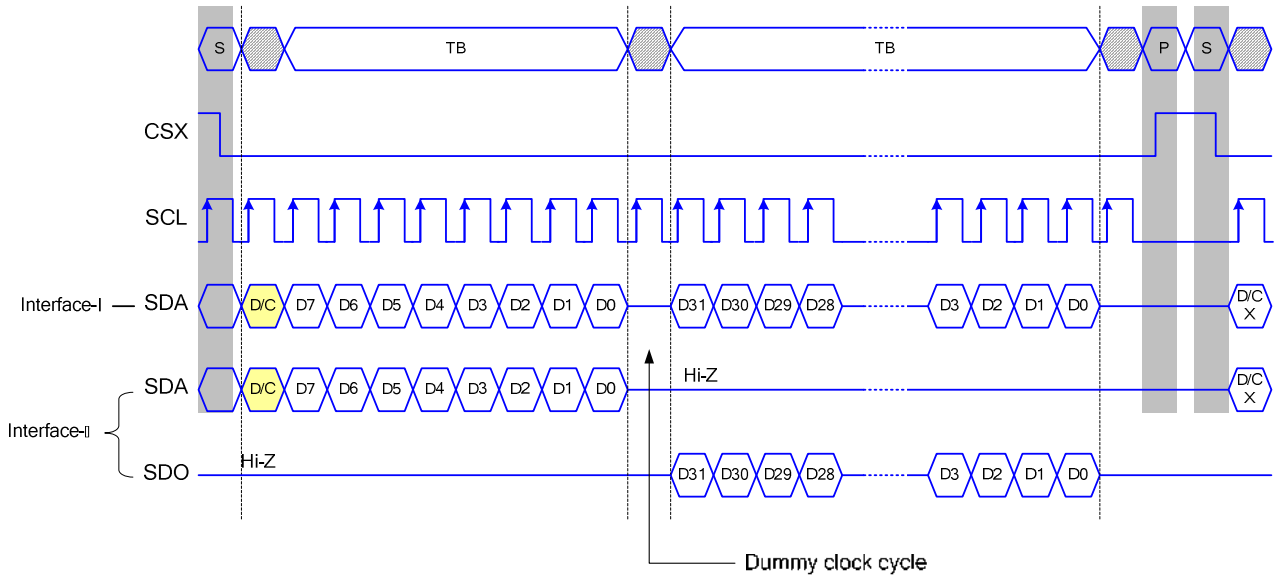 S TB TB P S
CSX
SCL
Interface-I SDA D/C D7 D6 D5 D4 D3 D2 D1 D0 D31 D30 D29 D28 D3 D2 D1 D0 D/C X
SDA D/C D7 D6 D5 D4 D3 D2 D1 D0 Hi-Z D/C X
Interface-▯
SDO Hi-Z D31 D30 D29 D28 D3 D2 D1 D0
Dummy clock cycle